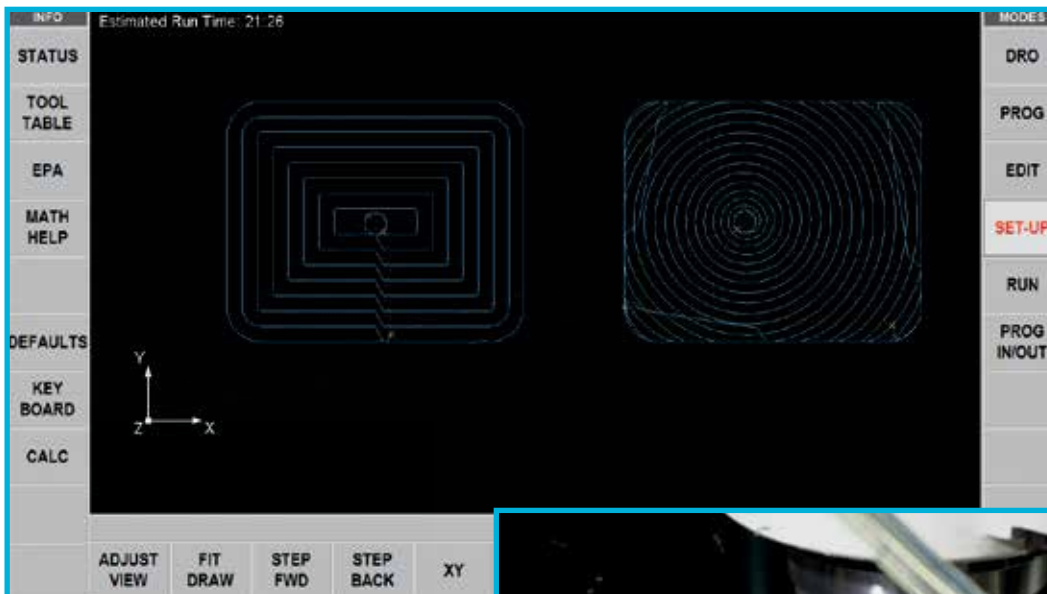 INFO
Estimated Run Time: 21:26
MODES
STATUS
TOOL
TABLE
EPA
MATH
HELP
DEFAULTS
KEY
BOARD
CALC
Y
Z
X
DRO
PROG
EDIT
SET-UP
RUN
PROG
IN/OUT
ADJUST
VIEW
FIT
DRAW
STEP
FWD
STEP
BACK
XY